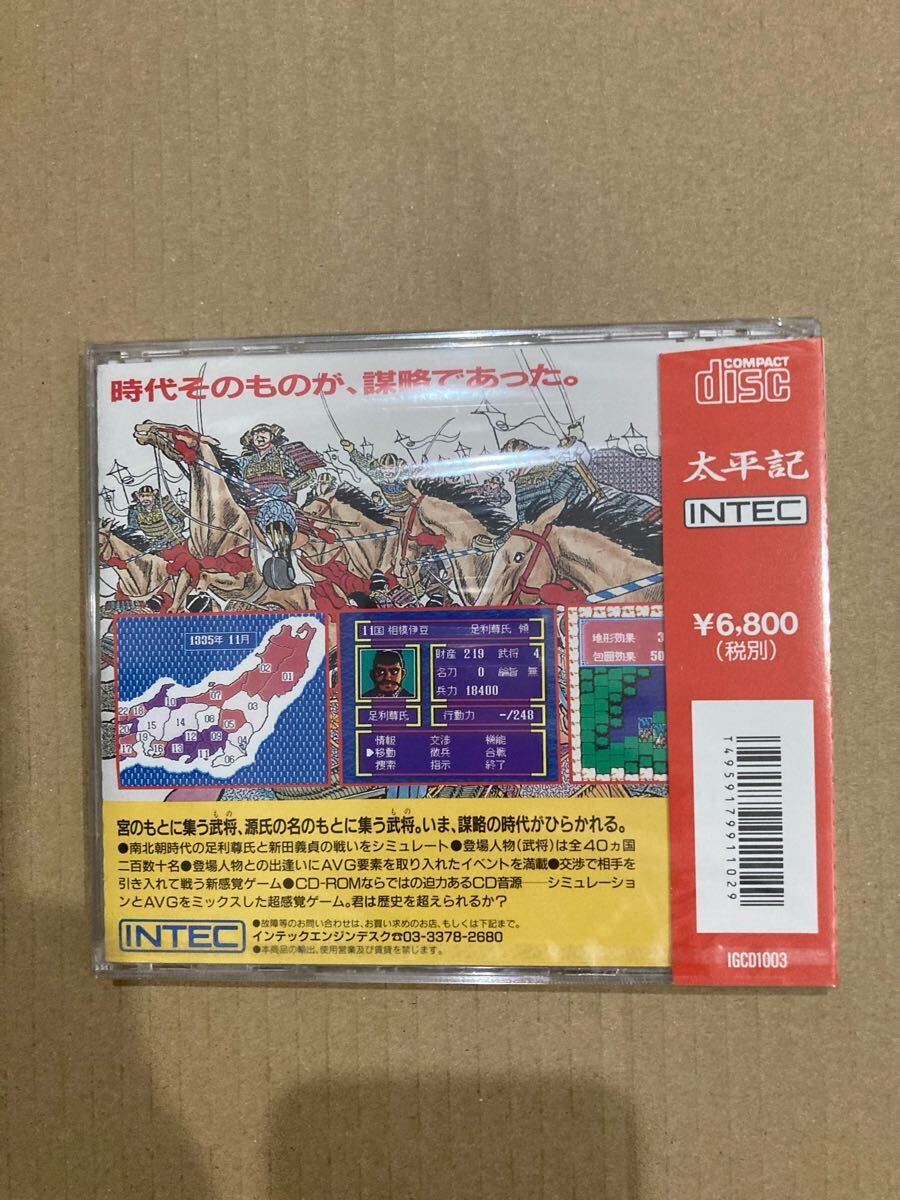 時代そのものが、謀略であった。
1335年 11月
01
02
03
04
05
06
07
08
09
10
11
12
13
14
15
16
17
18
20
22
11国 相模伊豆 足利尊氏 領
財産 219 武将 4
名刀 0 綸旨 無
兵力 18400
足利尊氏 行動力 -/248
情報 交渉 機能
▶移動 徴兵 合戦
捜索 指示 終了
地形効果 3
包囲効果 50
宮のもとに集う武将(もの)、源氏の名のもとに集う武将(もの)。いま、謀略の時代がひらかれる。
●南北朝時代の足利尊氏と新田義貞の戦いをシミュレート●登場人物(武将)は全40ヵ国
二百数十名●登場人物との出逢いにAVG要素を取り入れたイベントを満載●交渉で相手を
引き入れて戦う新感覚ゲーム●CD-ROMならではの迫力あるCD音源──シミュレーショ
ンとAVGをミックスした超感覚ゲーム。君は歴史を超えられるか?
INTEC
●故障等のお問い合わせは、お買い求めのお店、もしくは下記まで。
インテックエンジンデスク☎03-3378-2680
●本商品の輸出、使用営業及び賃貸を禁じます。
COMPACT
disc
太平記
INTEC
¥6,800
(税別)
T4959179911029
IGCD1003